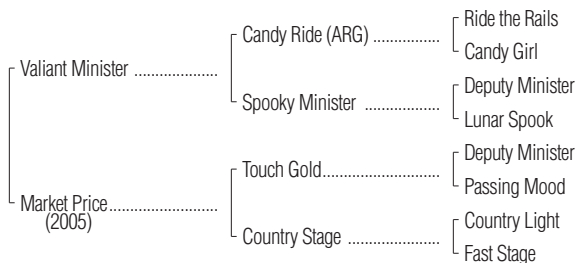 Ride the Rails
Candy Ride (ARG) ................
Candy Girl
Valiant Minister ....................
Deputy Minister
Spooky Minister ..................
Lunar Spook
Deputy Minister
Touch Gold............................
Passing Mood
Market Price..........................
(2005)
Country Light
Country Stage ......................
Fast Stage